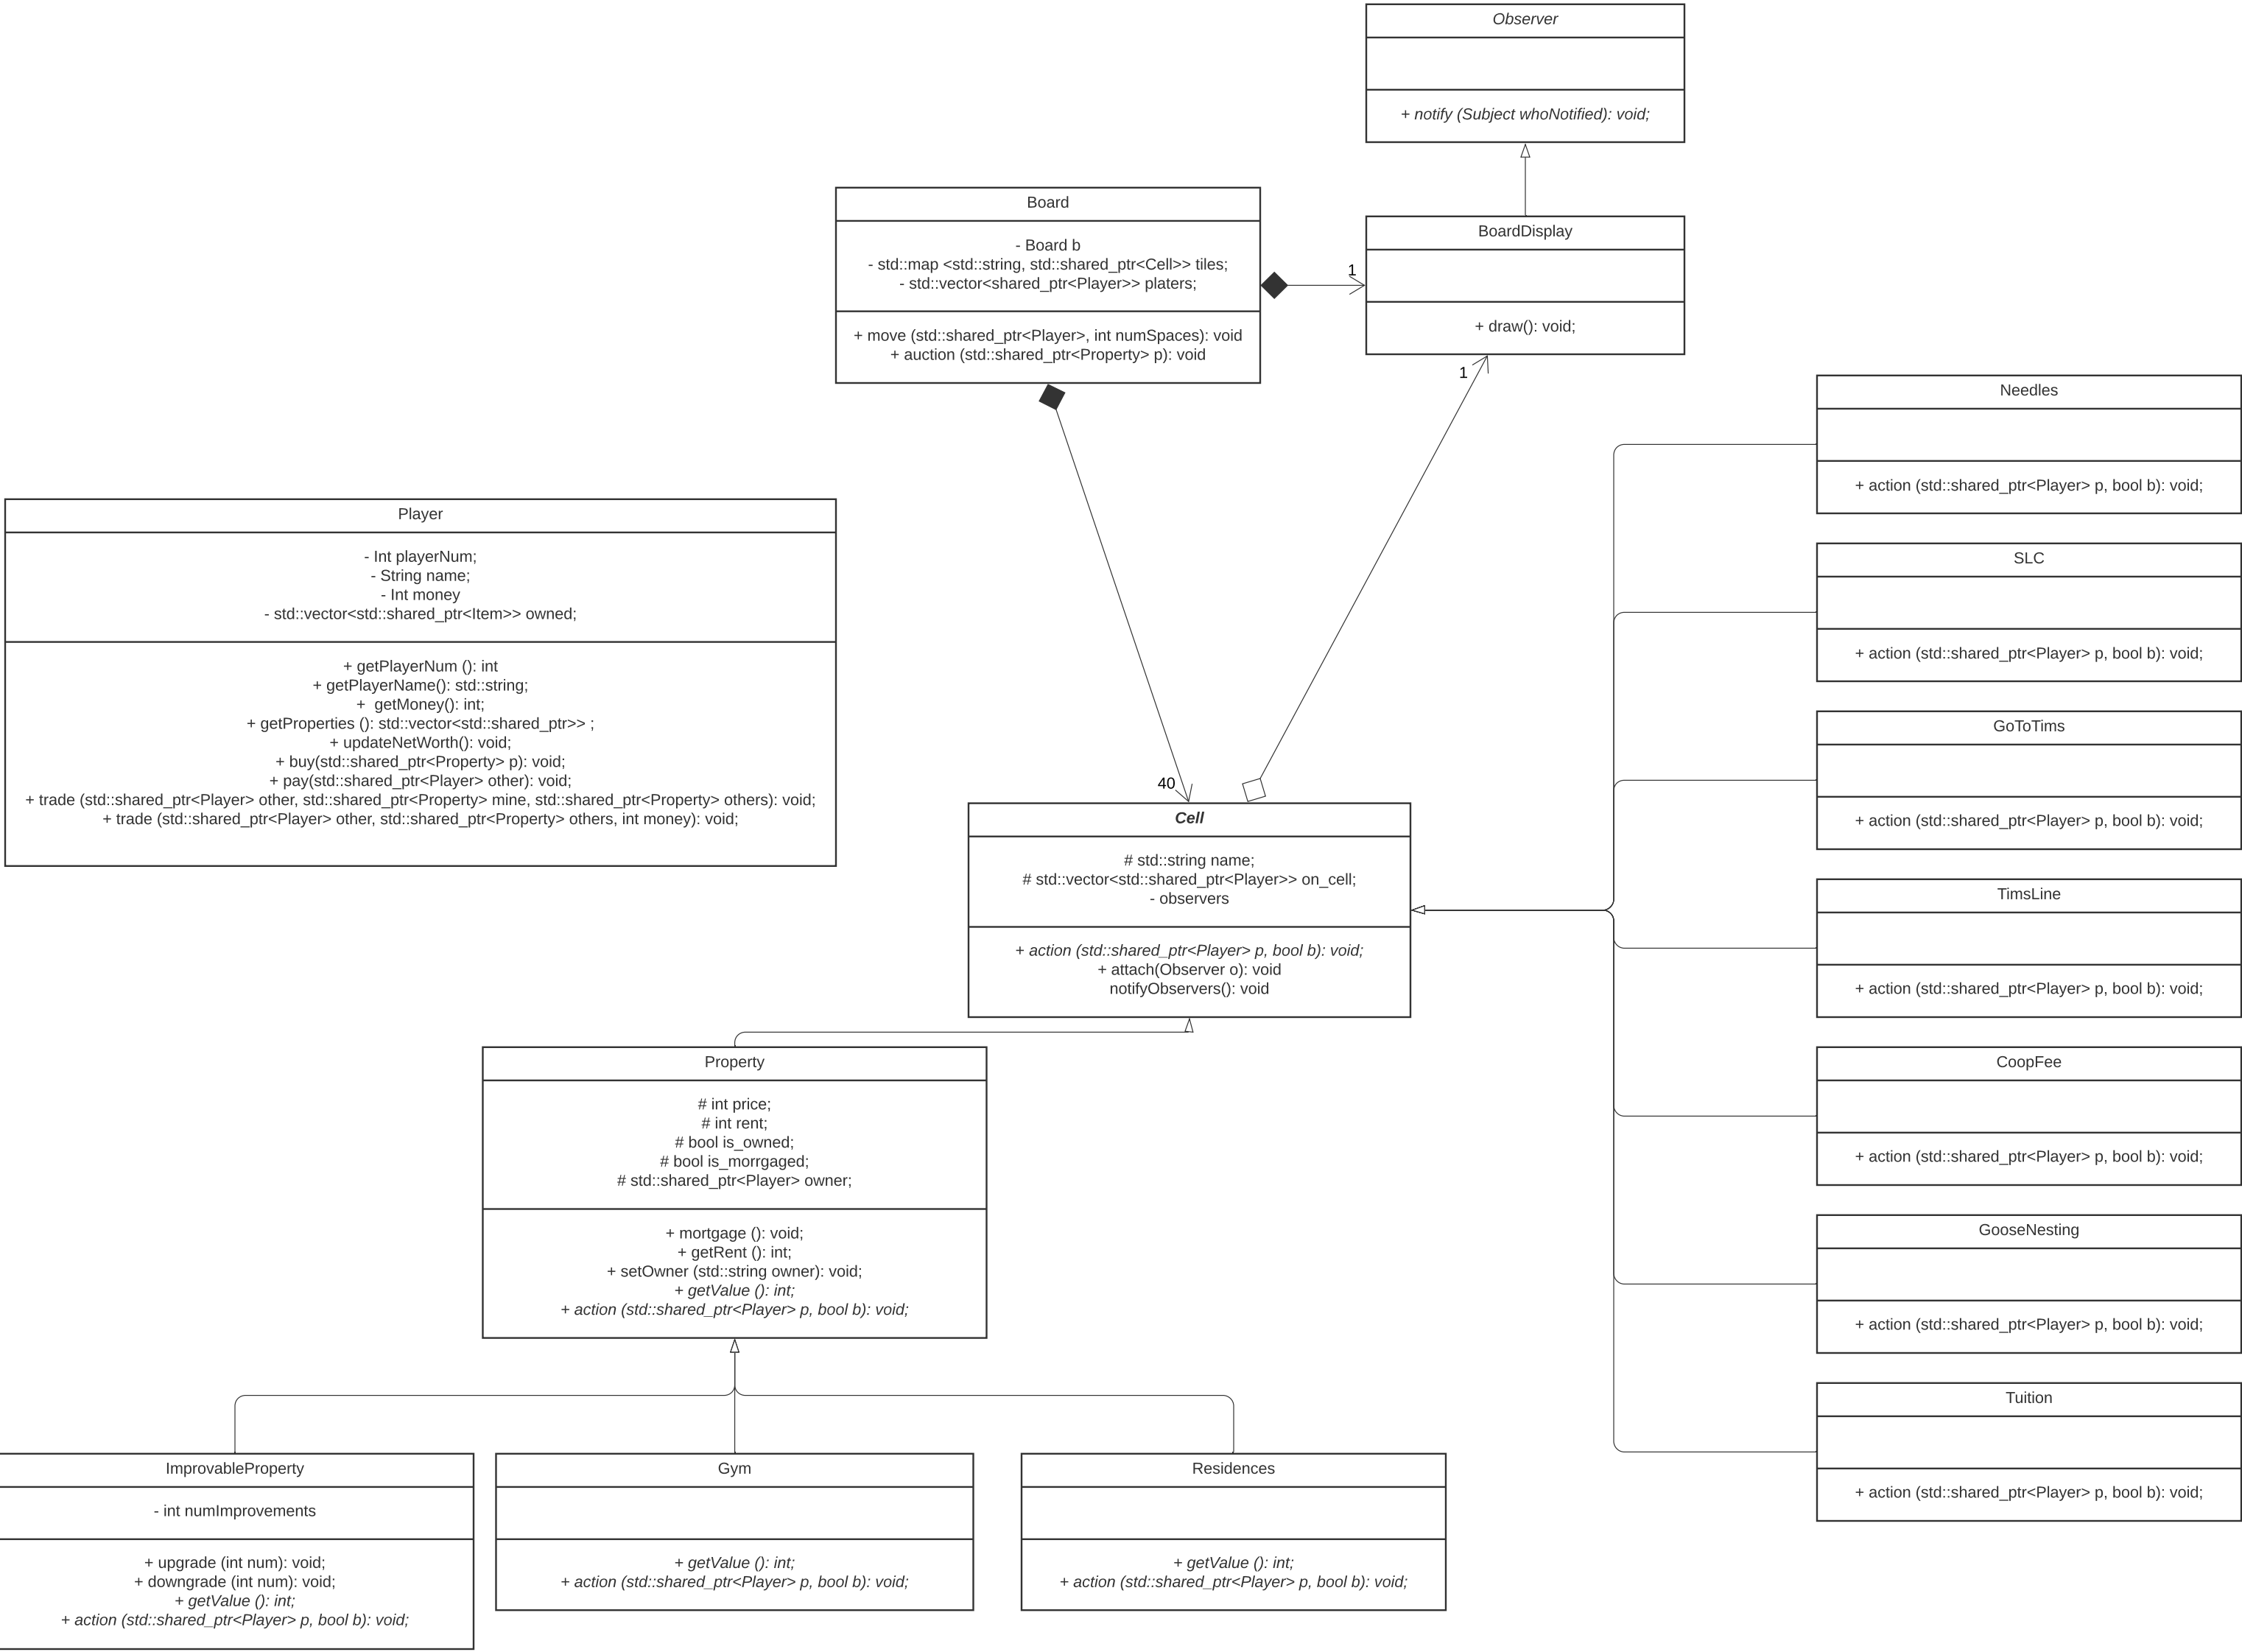 Observer
+ notify (Subject whoNotified): void;
Board
- Board b
- std::map <std::string, std::shared_ptr<Cell>> tiles;
- std::vector<shared_ptr<Player>> platers;
+ move (std::shared_ptr<Player>, int numSpaces): void
+ auction (std::shared_ptr<Property> p): void
1
BoardDisplay
+ draw(): void;
1
Needles
+ action (std::shared_ptr<Player> p, bool b): void;
Player
- Int playerNum;
- String name;
- Int money
- std::vector<std::shared_ptr<Item>> owned;
+ getPlayerNum (): int
+ getPlayerName(): std::string;
+  getMoney(): int;
+ getProperties (): std::vector<std::shared_ptr>> ;
+ updateNetWorth(): void;
+ buy(std::shared_ptr<Property> p): void;
+ pay(std::shared_ptr<Player> other): void;
+ trade (std::shared_ptr<Player> other, std::shared_ptr<Property> mine, std::shared_ptr<Property> others): void;
+ trade (std::shared_ptr<Player> other, std::shared_ptr<Property> others, int money): void;
SLC
+ action (std::shared_ptr<Player> p, bool b): void;
GoToTims
+ action (std::shared_ptr<Player> p, bool b): void;
40
Cell
# std::string name;
# std::vector<std::shared_ptr<Player>> on_cell;
- observers
+ action (std::shared_ptr<Player> p, bool b): void;
+ attach(Observer o): void
notifyObservers(): void
TimsLine
+ action (std::shared_ptr<Player> p, bool b): void;
Property
# int price;
# int rent;
# bool is_owned;
# bool is_morrgaged;
# std::shared_ptr<Player> owner;
+ mortgage (): void;
+ getRent (): int;
+ setOwner (std::string owner): void;
+ getValue (): int;
+ action (std::shared_ptr<Player> p, bool b): void;
CoopFee
+ action (std::shared_ptr<Player> p, bool b): void;
GooseNesting
+ action (std::shared_ptr<Player> p, bool b): void;
Tuition
+ action (std::shared_ptr<Player> p, bool b): void;
ImprovableProperty
- int numImprovements
+ upgrade (int num): void;
+ downgrade (int num): void;
+ getValue (): int;
+ action (std::shared_ptr<Player> p, bool b): void;
Gym
+ getValue (): int;
+ action (std::shared_ptr<Player> p, bool b): void;
Residences
+ getValue (): int;
+ action (std::shared_ptr<Player> p, bool b): void;